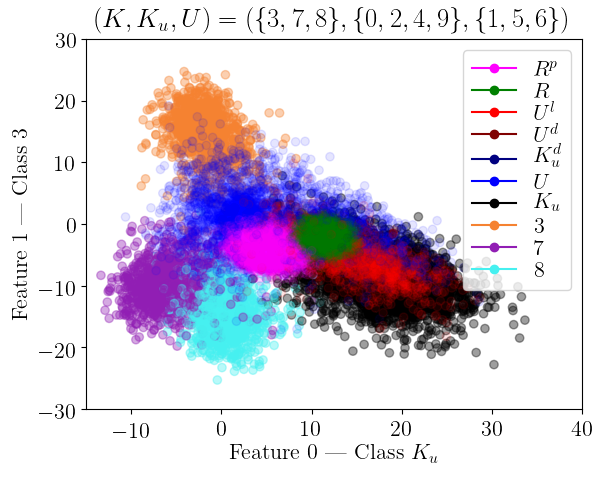 (K, K_u, U) = ({3, 7, 8}, {0, 2, 4, 9}, {1, 5, 6})
30
20
10
0
−10
−20
−30
Feature 1 — Class 3
R^p
R
U^l
U^d
K_u^d
U
K_u
3
7
8
−10
0
10
20
30
40
Feature 0 — Class K_u